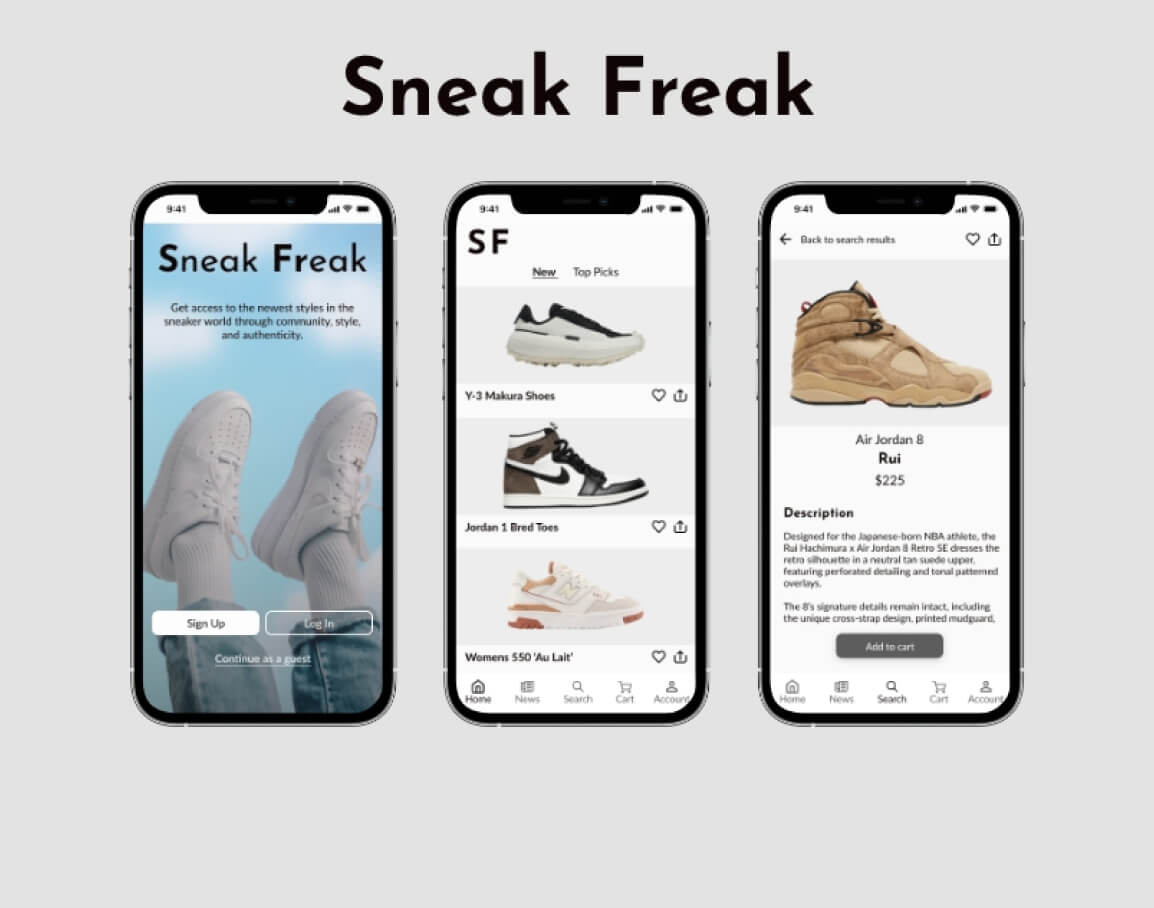 Sneak Freak
9:41
Sneak Freak
Get access to the newest styles in the
sneaker world through community, style,
and authenticity.
Sign Up
Log In
Continue as a guest
9:41
SF
New
Top Picks
Y-3 Makura Shoes
Jordan 1 Bred Toes
Womens 550 'Au Lait'
Home
News
Search
Cart
Account
9:41
Back to search results
Air Jordan 8
Rui
$225
Description
Designed for the Japanese-born NBA athlete, the
Rui Hachimura x Air Jordan 8 Retro SE dresses the
retro silhouette in a neutral tan suede upper,
featuring perforated detailing and tonal patterned
overlays.
The 8's signature details remain intact, including
the unique cross-strap design, printed mudguard,
Add to cart
Home
News
Search
Cart
Account